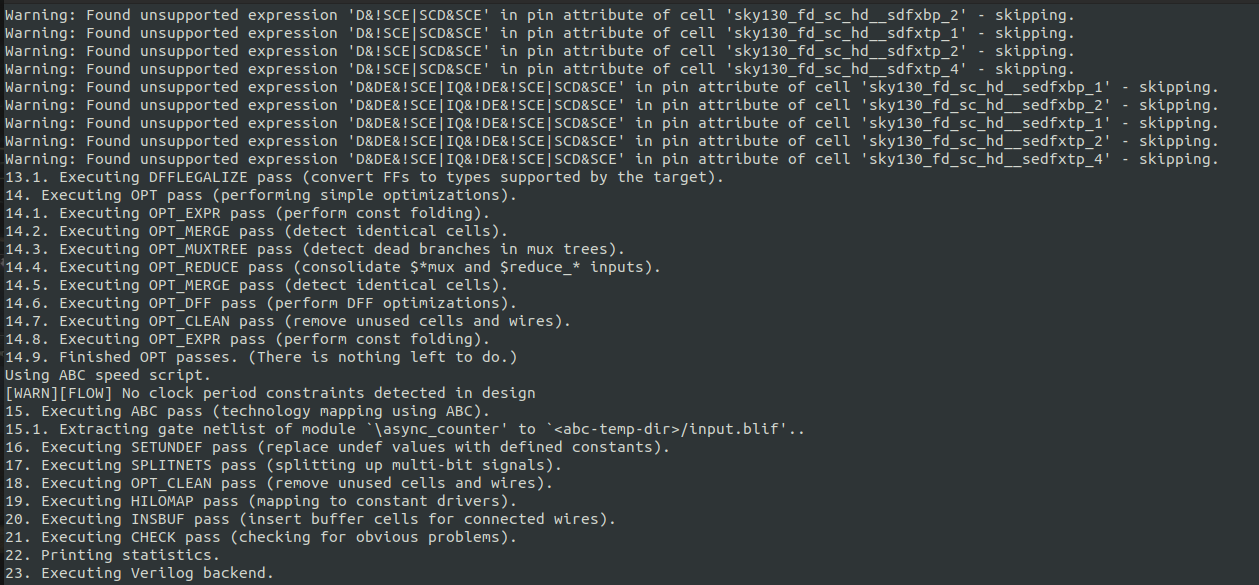 Warning: Found unsupported expression 'D&!SCE|SCD&SCE' in pin attribute of cell 'sky130_fd_sc_hd__sdfxbp_2' - skipping.
Warning: Found unsupported expression 'D&!SCE|SCD&SCE' in pin attribute of cell 'sky130_fd_sc_hd__sdfxtp_1' - skipping.
Warning: Found unsupported expression 'D&!SCE|SCD&SCE' in pin attribute of cell 'sky130_fd_sc_hd__sdfxtp_2' - skipping.
Warning: Found unsupported expression 'D&!SCE|SCD&SCE' in pin attribute of cell 'sky130_fd_sc_hd__sdfxtp_4' - skipping.
Warning: Found unsupported expression 'D&DE&!SCE|IQ&!DE&!SCE|SCD&SCE' in pin attribute of cell 'sky130_fd_sc_hd__sedfxbp_1' - skipping.
Warning: Found unsupported expression 'D&DE&!SCE|IQ&!DE&!SCE|SCD&SCE' in pin attribute of cell 'sky130_fd_sc_hd__sedfxbp_2' - skipping.
Warning: Found unsupported expression 'D&DE&!SCE|IQ&!DE&!SCE|SCD&SCE' in pin attribute of cell 'sky130_fd_sc_hd__sedfxtp_1' - skipping.
Warning: Found unsupported expression 'D&DE&!SCE|IQ&!DE&!SCE|SCD&SCE' in pin attribute of cell 'sky130_fd_sc_hd__sedfxtp_2' - skipping.
Warning: Found unsupported expression 'D&DE&!SCE|IQ&!DE&!SCE|SCD&SCE' in pin attribute of cell 'sky130_fd_sc_hd__sedfxtp_4' - skipping.
13.1. Executing DFFLEGALIZE pass (convert FFs to types supported by the target).
14. Executing OPT pass (performing simple optimizations).
14.1. Executing OPT_EXPR pass (perform const folding).
14.2. Executing OPT_MERGE pass (detect identical cells).
14.3. Executing OPT_MUXTREE pass (detect dead branches in mux trees).
14.4. Executing OPT_REDUCE pass (consolidate $*mux and $reduce_* inputs).
14.5. Executing OPT_MERGE pass (detect identical cells).
14.6. Executing OPT_DFF pass (perform DFF optimizations).
14.7. Executing OPT_CLEAN pass (remove unused cells and wires).
14.8. Executing OPT_EXPR pass (perform const folding).
14.9. Finished OPT passes. (There is nothing left to do.)
Using ABC speed script.
[WARN][FLOW] No clock period constraints detected in design
15. Executing ABC pass (technology mapping using ABC).
15.1. Extracting gate netlist of module `\async_counter' to `<abc-temp-dir>/input.blif'..
16. Executing SETUNDEF pass (replace undef values with defined constants).
17. Executing SPLITNETS pass (splitting up multi-bit signals).
18. Executing OPT_CLEAN pass (remove unused cells and wires).
19. Executing HILOMAP pass (mapping to constant drivers).
20. Executing INSBUF pass (insert buffer cells for connected wires).
21. Executing CHECK pass (checking for obvious problems).
22. Printing statistics.
23. Executing Verilog backend.